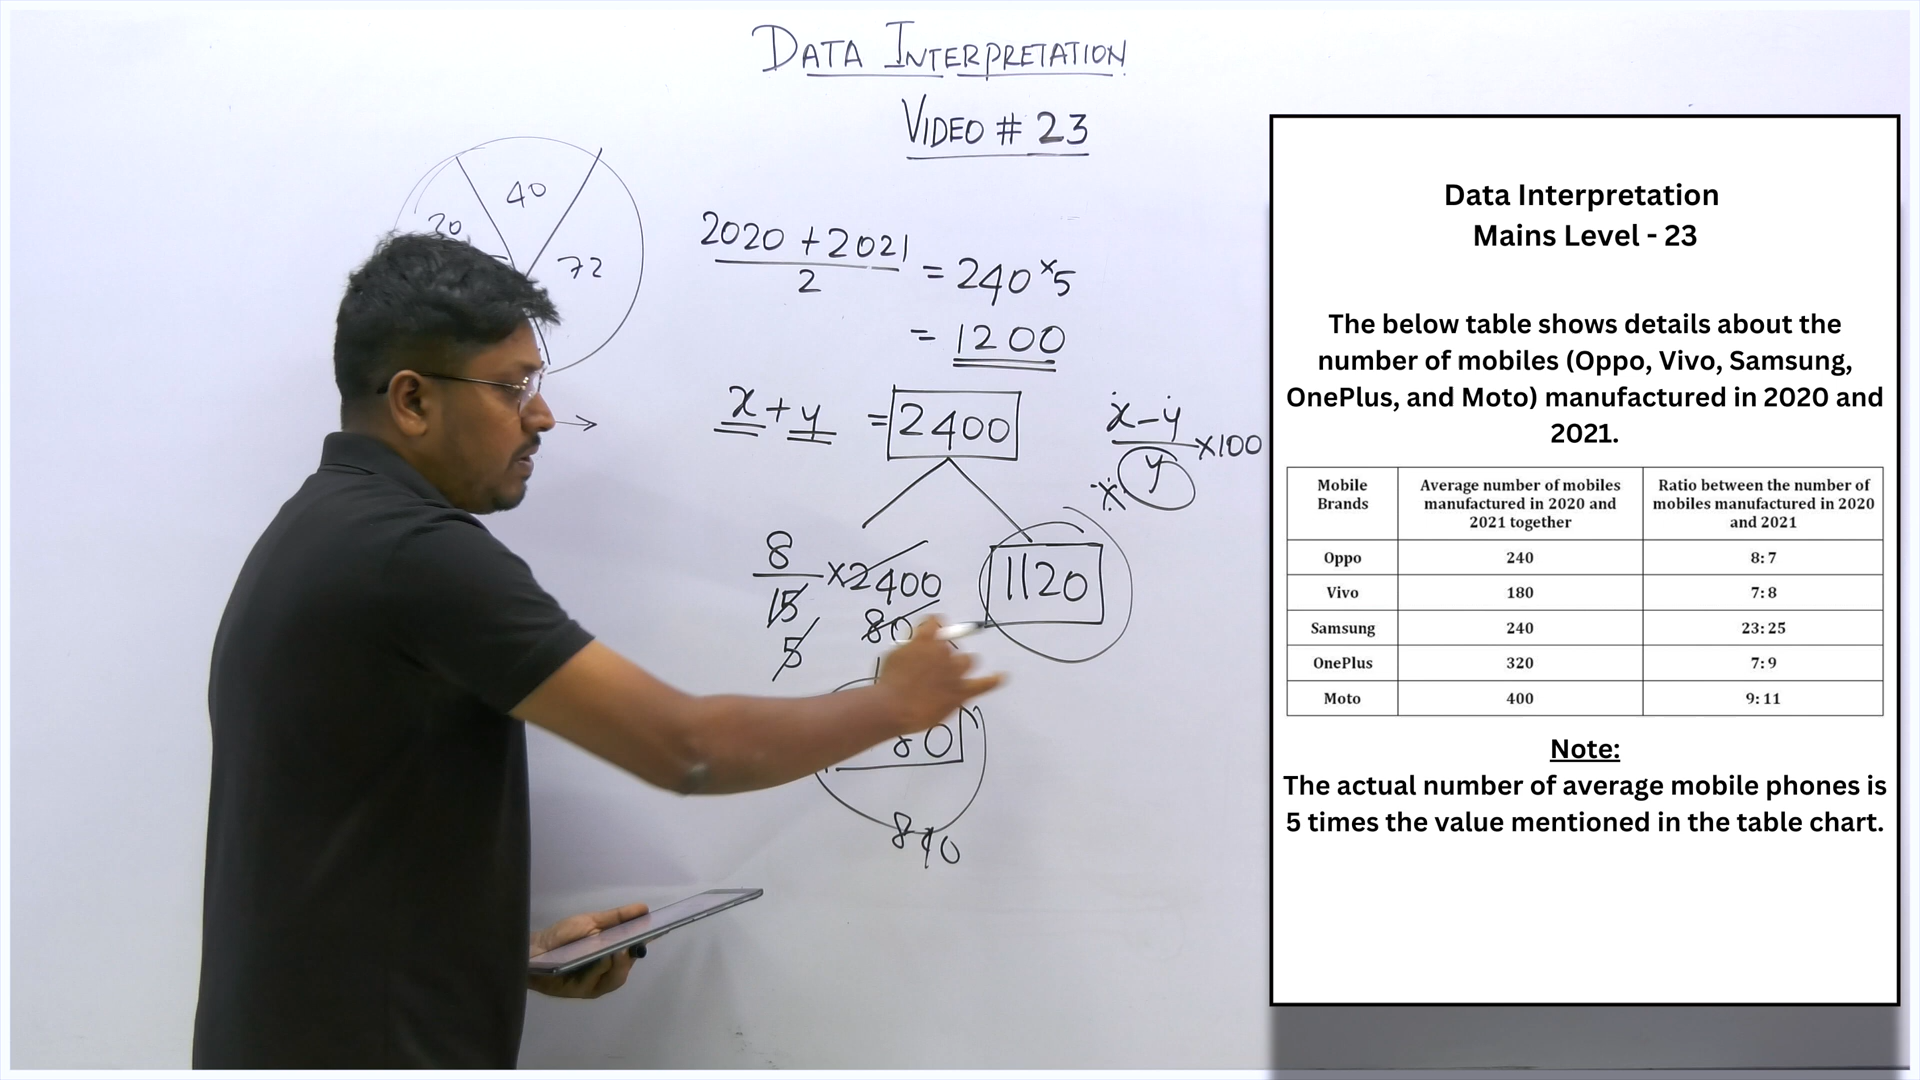 DATA INTERPRETATION
VIDEO # 23
40
30
72
2020 + 2021
2
= 240 x 5
= 1200
x + y = 2400
x - y
y
x 100
x
8
15
x 2400
5
80
1120
80
840
Data Interpretation
Mains Level - 23
The below table shows details about the
number of mobiles (Oppo, Vivo, Samsung,
OnePlus, and Moto) manufactured in 2020 and
2021.
Mobile Brands | Average number of mobiles manufactured in 2020 and 2021 together | Ratio between the number of mobiles manufactured in 2020 and 2021
Oppo 240 8:7
Vivo 180 7:8
Samsung 240 23:25
OnePlus 320 7:9
Moto 400 9:11
Note:
The actual number of average mobile phones is
5 times the value mentioned in the table chart.